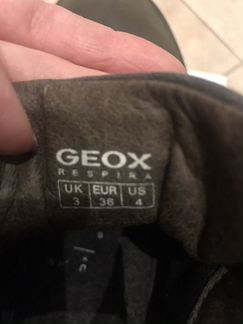 GEOX
RESPIRA
UK EUR US
3 36 4